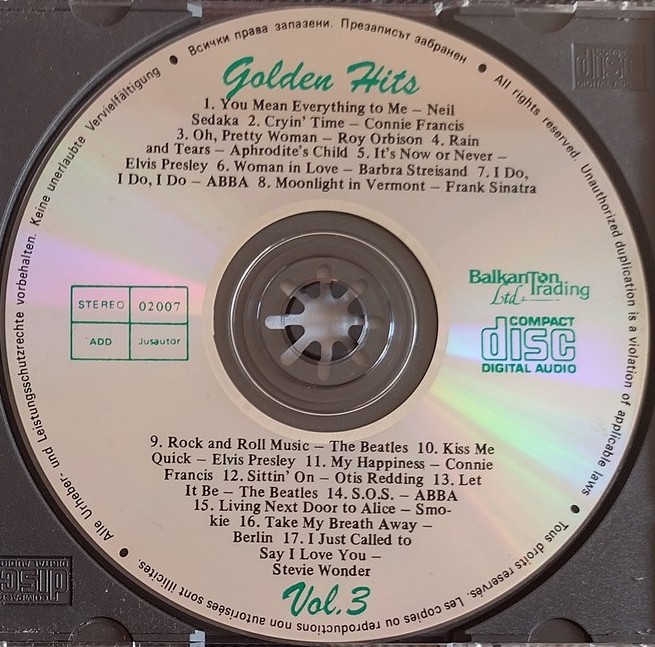 Всички права запазени. Презаписът забранен
All rights reserved. Unauthorized duplication is a violation of applicable laws
Tous droits reservés. Les copies ou reproductions non autorisées sont illicites.
Alle Urheber- und Leistungsschutzrechte vorbehalten. Keine unerlaubte Vervielfältigung
Golden Hits
1. You Mean Everything to Me – Neil
Sedaka 2. Cryin' Time – Connie Francis
3. Oh, Pretty Woman – Roy Orbison 4. Rain
and Tears – Aphrodite's Child 5. It's Now or Never –
Elvis Presley 6. Woman in Love – Barbra Streisand 7. I Do,
I Do, I Do – ABBA 8. Moonlight in Vermont – Frank Sinatra
STEREO 02007
ADD Jusautor
BalkanTon
Ltd. Trading
COMPACT
disc
DIGITAL AUDIO
9. Rock and Roll Music – The Beatles 10. Kiss Me
Quick – Elvis Presley 11. My Happiness – Connie
Francis 12. Sittin' On – Otis Redding 13. Let
It Be – The Beatles 14. S.O.S. – ABBA
15. Living Next Door to Alice – Smo-
kie 16. Take My Breath Away –
Berlin 17. I Just Called to
Say I Love You –
Stevie Wonder
Vol.3
COMPACT
disc
DIGITAL AUDIO
COMPACT
disc
DIGITAL AUDIO